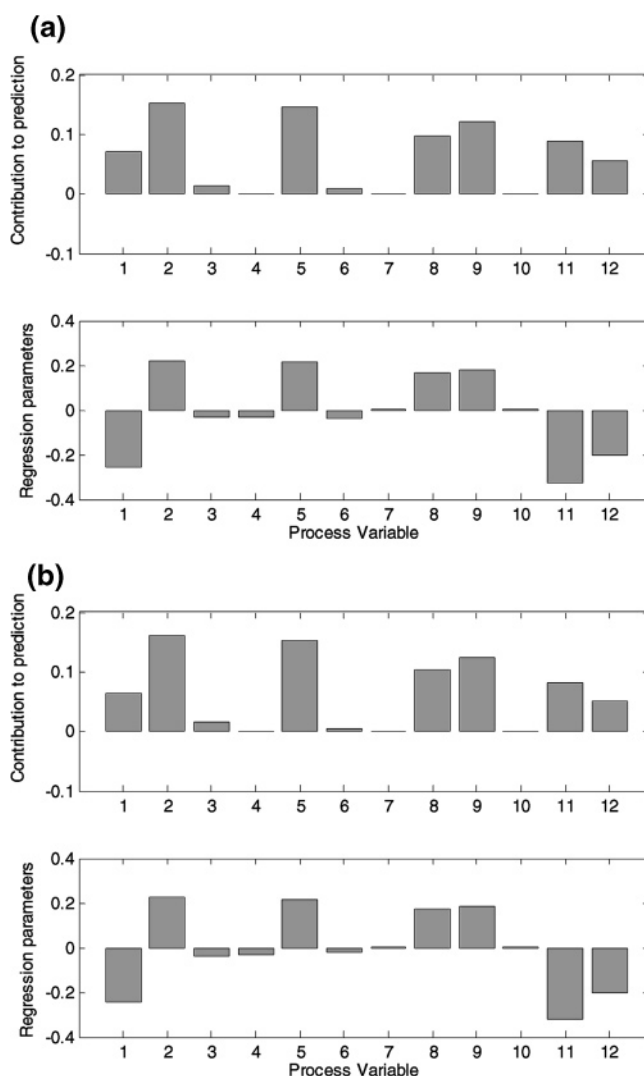 (a)
Contribution to prediction
0.2
0.1
0
-0.1
1 2 3 4 5 6 7 8 9 10 11 12
Regression parameters
0.4
0.2
0
-0.2
-0.4
1 2 3 4 5 6 7 8 9 10 11 12
Process Variable
(b)
Contribution to prediction
0.2
0.1
0
-0.1
1 2 3 4 5 6 7 8 9 10 11 12
Regression parameters
0.4
0.2
0
-0.2
-0.4
1 2 3 4 5 6 7 8 9 10 11 12
Process Variable